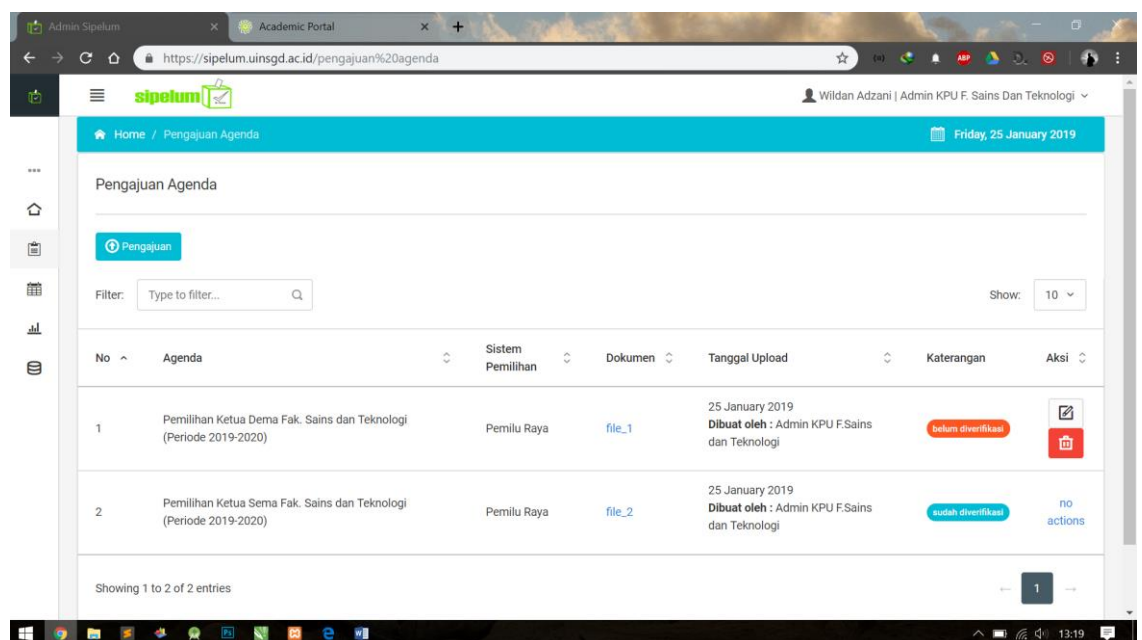 Admin Sipelum
Academic Portal
https://sipelum.uinsgd.ac.id/pengajuan%20agenda
ABP
sipelum
Wildan Adzani | Admin KPU F. Sains Dan Teknologi
Home / Pengajuan Agenda
Friday, 25 January 2019
Pengajuan Agenda
Pengajuan
Filter: Type to filter... Show: 10
No Agenda Sistem Pemilihan Dokumen Tanggal Upload Katerangan Aksi
1 Pemilihan Ketua Dema Fak. Sains dan Teknologi
(Periode 2019-2020)
Pemilu Raya
file_1
25 January 2019
Dibuat oleh : Admin KPU F.Sains
dan Teknologi
belum diverifikasi
2 Pemilihan Ketua Sema Fak. Sains dan Teknologi
(Periode 2019-2020)
Pemilu Raya
file_2
25 January 2019
Dibuat oleh : Admin KPU F.Sains
dan Teknologi
sudah diverifikasi
no
actions
Showing 1 to 2 of 2 entries
1
13:19